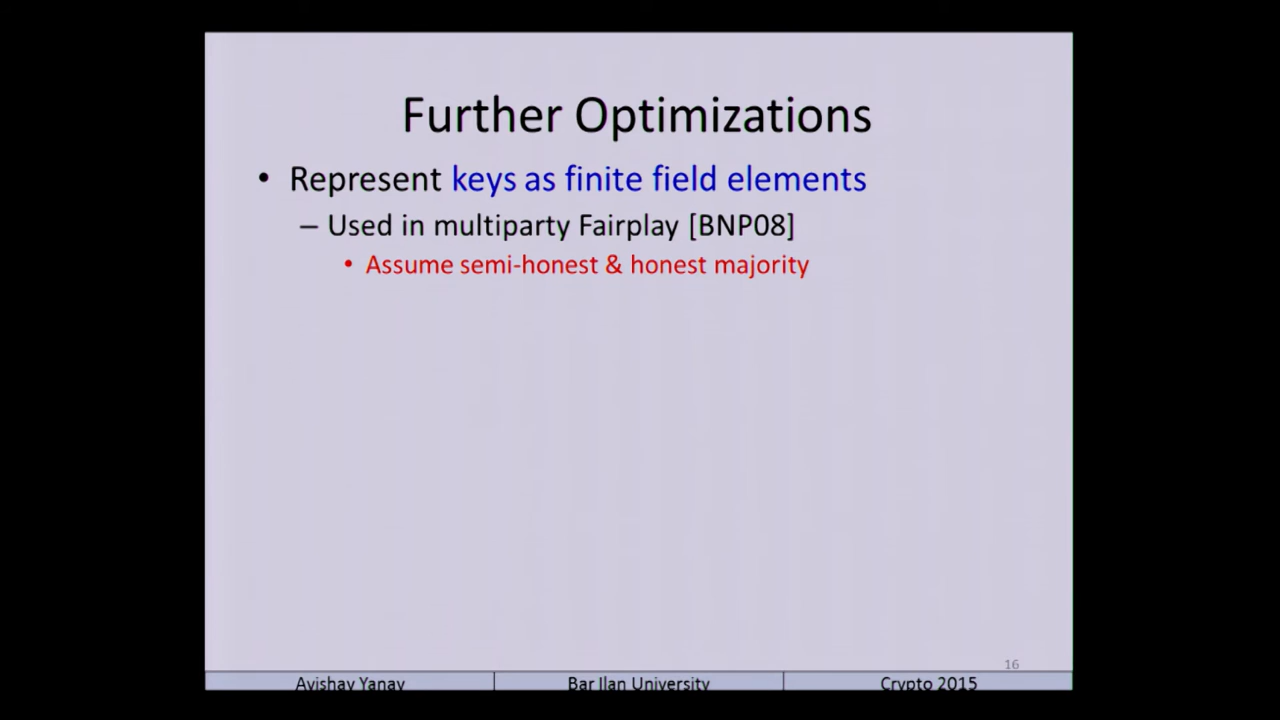 Further Optimizations
• Represent keys as finite field elements
– Used in multiparty Fairplay [BNP08]
• Assume semi-honest & honest majority
16
Avishay Yanay Bar Ilan University Crypto 2015